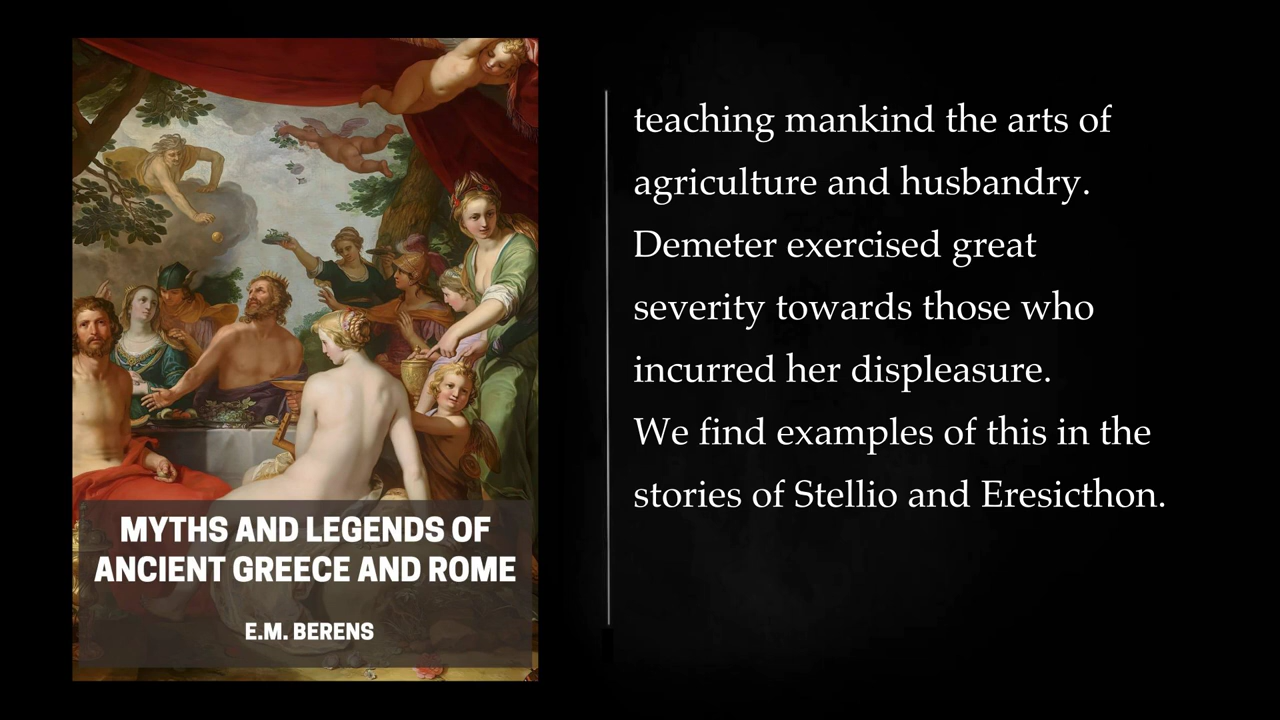 MYTHS AND LEGENDS OF
ANCIENT GREECE AND ROME
E.M. BERENS
teaching mankind the arts of
agriculture and husbandry.
Demeter exercised great
severity towards those who
incurred her displeasure.
We find examples of this in the
stories of Stellio and Eresicthon.